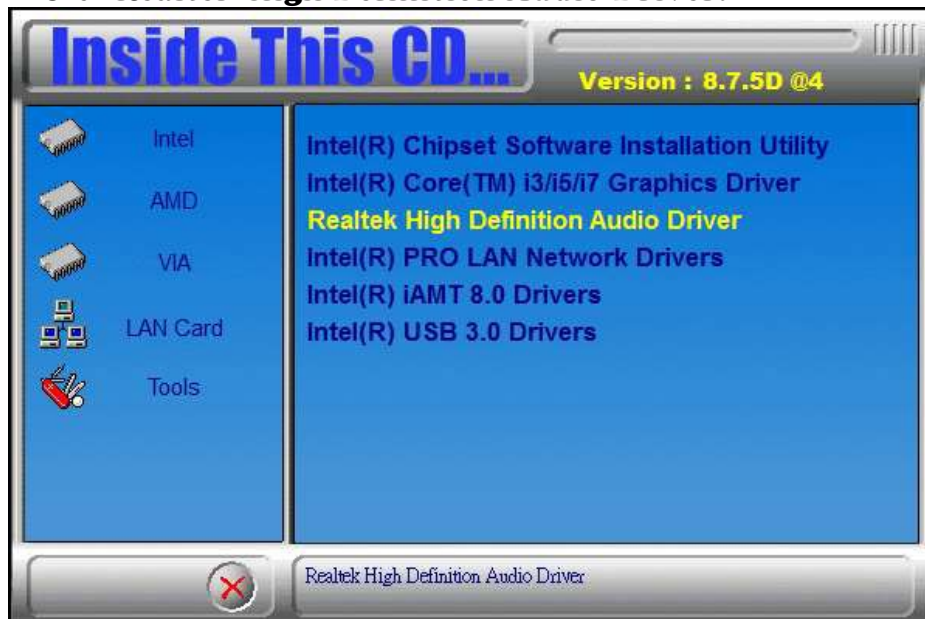 Inside This CD...
Version : 8.7.5D @4
Intel
AMD
VIA
LAN Card
Tools
Intel(R) Chipset Software Installation Utility
Intel(R) Core(TM) i3/i5/i7 Graphics Driver
Realtek High Definition Audio Driver
Intel(R) PRO LAN Network Drivers
Intel(R) iAMT 8.0 Drivers
Intel(R) USB 3.0 Drivers
Realtek High Definition Audio Driver